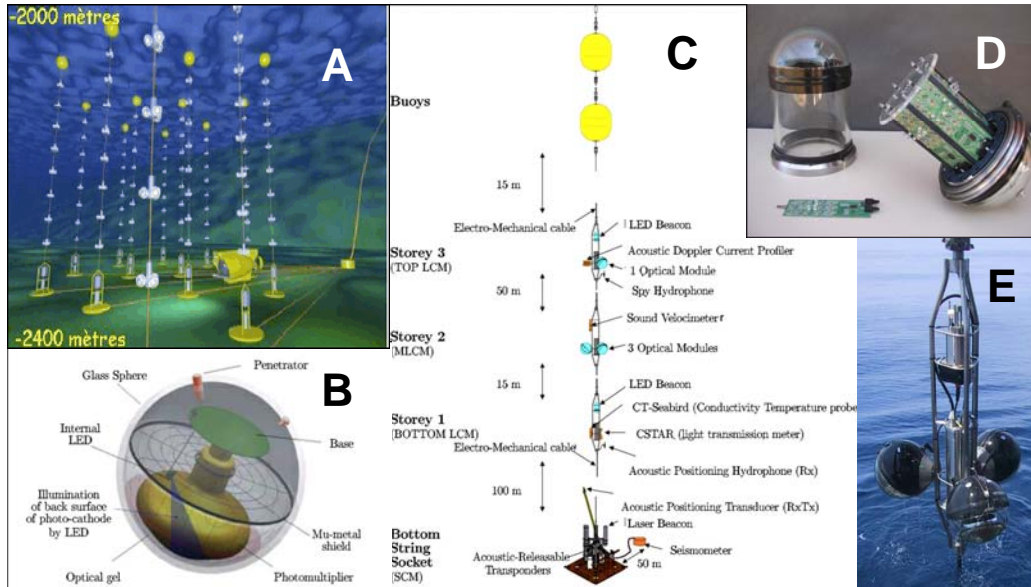 -2000 mètres
A
-2400 mètres
B
Glass Sphere
Penetrator
Internal
LED
Base
Illumination
of back surface
of photo-cathode
by LED
Mu-metal
shield
Optical gel
Photomultiplier
C
Buoys
15 m
Electro-Mechanical cable
LED Beacon
Acoustic Doppler Current Profiler
Storey 3
(TOP LCM)
1 Optical Module
Spy Hydrophone
50 m
Sound Velocimeter
Storey 2
(MLCM)
3 Optical Modules
15 m
LED Beacon
CT-Seabird (Conductivity Temperature probe
Storey 1
(BOTTOM LCM)
CSTAR (light transmission meter)
Electro-Mechanical cable
Acoustic Positioning Hydrophone (Rx)
100 m
Acoustic Positioning Transducer (RxTx)
Laser Beacon
Bottom
String
Socket
(SCM)
Seismometer
Acoustic-Releasable
Transponders
50 m
D
E